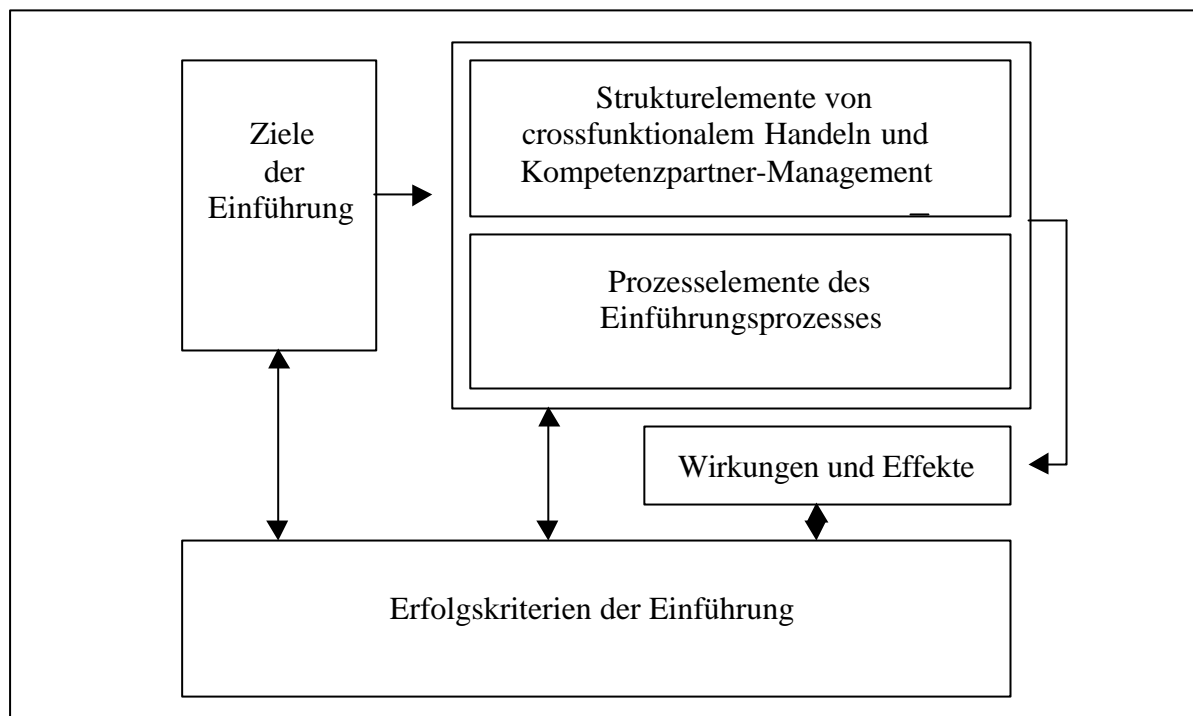 Ziele
der
Einführung
Strukturelemente von
crossfunktionalem Handeln und
Kompetenzpartner-Management
Prozesselemente des
Einführungsprozesses
Wirkungen und Effekte
Erfolgskriterien der Einführung